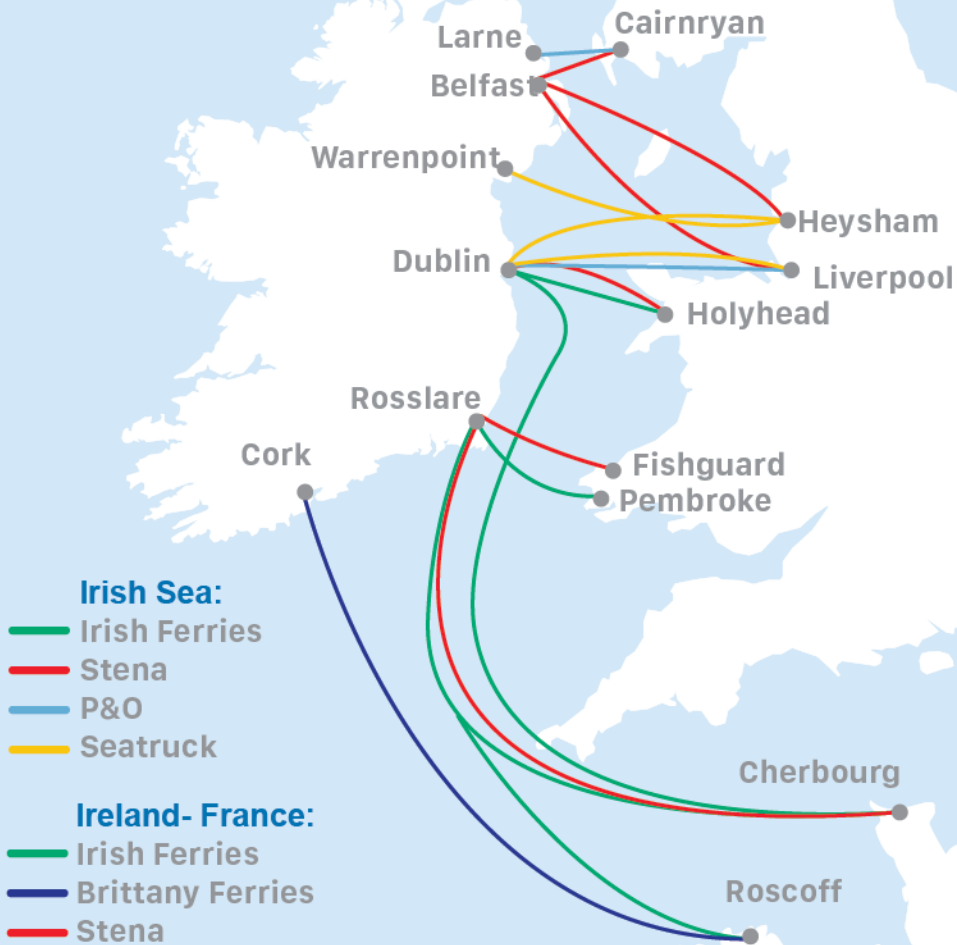 Cairnryan
Larne
Belfast
Warrenpoint
Heysham
Dublin
Liverpool
Holyhead
Rosslare
Cork
Fishguard
Pembroke
Irish Sea:
Irish Ferries
Stena
P&O
Seatruck
Cherbourg
Ireland- France:
Irish Ferries
Brittany Ferries
Roscoff
Stena